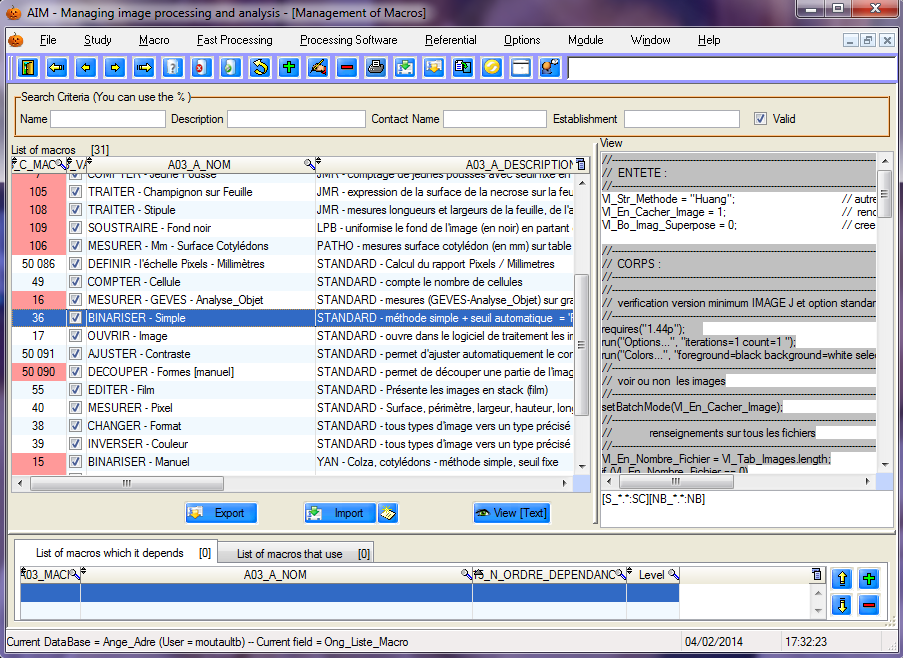 AIM - Managing image processing and analysis - [Management of Macros]
File Study Macro Fast Processing Processing Software Referential Options Module Window Help
Search Criteria (You can use the % )
Name Description Contact Name Establishment Valid
List of macros [31]
_C_MAC _VA A03_A_NOM A03_A_DESCRIPTION
7 COMPTER - Jeune Pousse JMR - comptage de jeunes pousses avec seuil fixe en
105 TRAITER - Champignon sur Feuille JMR - expression de la surface de la necrose sur la feu
108 TRAITER - Stipule JMR - mesures longueurs et largeurs de la feuille, de l'a
109 SOUSTRAIRE - Fond noir LPB - uniformise le fond de l'image (en noir) en partant
106 MESURER - Mm - Surface Cotylédons PATHO - mesures surface cotylédon (en mm) sur table
50 086 DEFINIR - l'échelle Pixels - Millimètres STANDARD - Calcul du rapport Pixels / Millimetres
49 COMPTER - Cellule STANDARD - compte le nombre de cellules
16 MESURER - GEVES - Analyse_Objet STANDARD - mesures (GEVES-Analyse_Objet) sur gra
36 BINARISER - Simple STANDARD - méthode simple + seuil automatique = "F
17 OUVRIR - Image STANDARD - ouvre dans le logiciel de traitement les im
50 091 AJUSTER - Contraste STANDARD - permet d'ajuster automatiquement le con
50 090 DECOUPER - Formes [manuel] STANDARD - permet de découper une partie de l'imag
55 EDITER - Film STANDARD - Présente les images en stack (film)
40 MESURER - Pixel STANDARD - Surface, périmètre, largeur, hauteur, long
38 CHANGER - Format STANDARD - tous types d'image vers un type précisé
39 INVERSER - Couleur STANDARD - tous types d'image vers un type précisé
15 BINARISER - Manuel YAN - Colza, cotylédons - méthode simple, seuil fixe
Export Import View [Text]
View
//--------------------------------------------------
// ENTETE :
//--------------------------------------------------
Vl_Str_Methode = "Huang"; // autre
Vl_En_Cacher_Image = 1; // renc
Vl_Bo_Imag_Superpose = 0; // cree
//--------------------------------------------------
// CORPS :
//--------------------------------------------------
//--------------------------------------------------
// verification version minimum IMAGE J et option standar
//--------------------------------------------------
requires("1.44p");
run("Options...", "iterations=1 count=1 ");
run("Colors...", "foreground=black background=white selec
//--------------------------------------------------
// voir ou non les images
//--------------------------------------------------
setBatchMode(Vl_En_Cacher_Image);
//--------------------------------------------------
// renseignements sur tous les fichiers
//--------------------------------------------------
Vl_En_Nombre_Fichier = Vl_Tab_Images.length;
if (Vl_En_Nombre_Fichier == 0)
[S_*.*:SC][NB_*.*:NB]
List of macros which it depends [0] List of macros that use [0]
A03_MACI A03_A_NOM 15_N_ORDRE_DEPENDANC Level
Current DataBase = Ange_Adre (User = moutaultb) -- Current field = Ong_Liste_Macro 04/02/2014 17:32:23